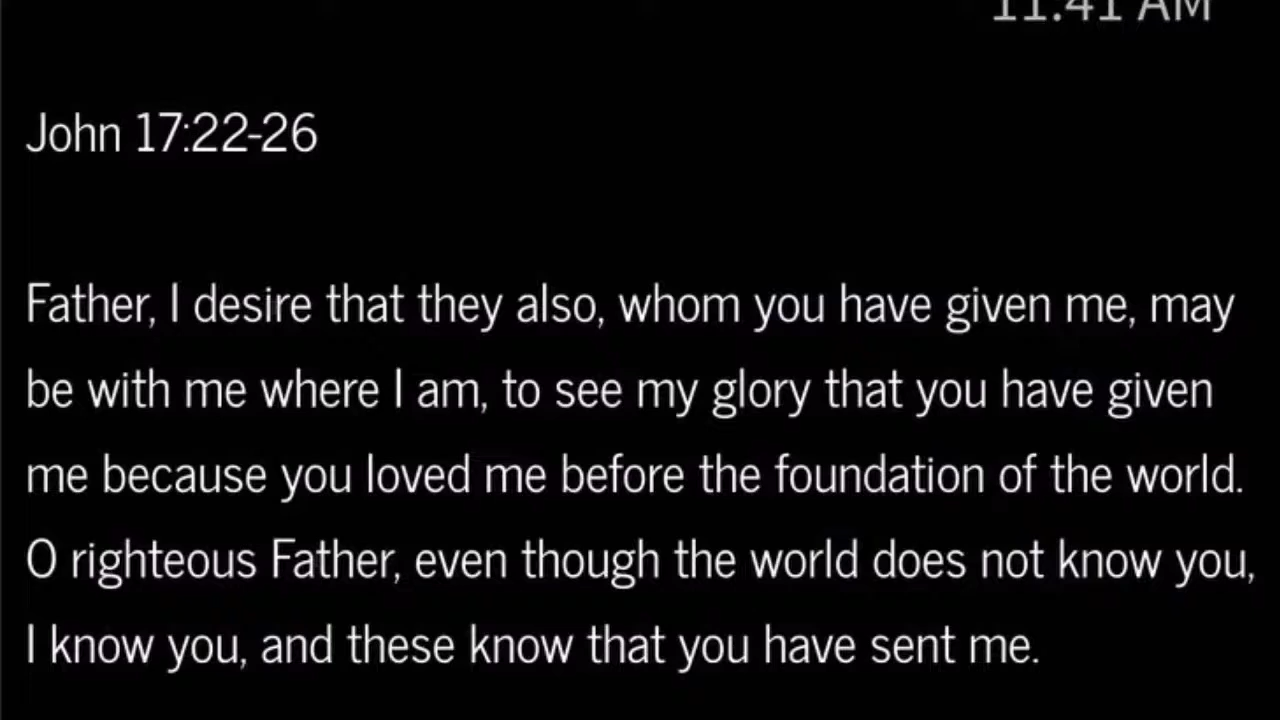 11:41 AM
John 17:22-26
Father, I desire that they also, whom you have given me, may
be with me where I am, to see my glory that you have given
me because you loved me before the foundation of the world.
O righteous Father, even though the world does not know you,
I know you, and these know that you have sent me.